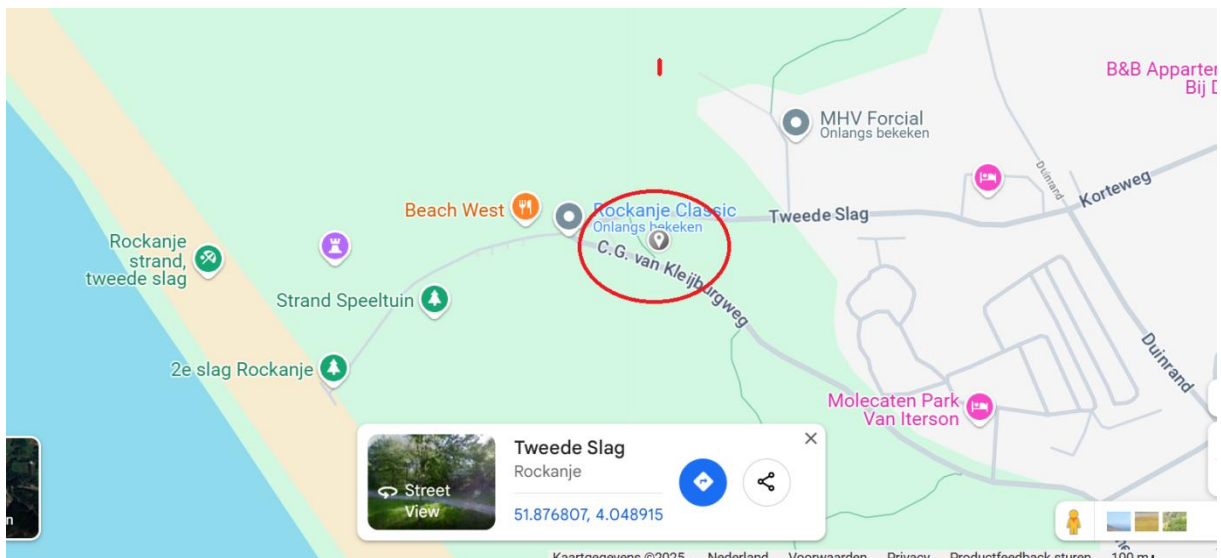 B&B Apparter
Bij D
MHV Forcial
Onlangs bekeken
Duinrand
Korteweg
Beach West
Rockanje Classic
Onlangs bekeken
Tweede Slag
Rockanje
strand,
tweede slag
C.G. van Kleijburgweg
Strand Speeltuin
2e slag Rockanje
Duinrand
Molecaten Park
Van Iterson
Tweede Slag
Rockanje
Street
View
51.876807, 4.048915
n
Kaartgegevens ©2025 Nederland Voorwaarden Privacy Productfeedback sturen 100 m